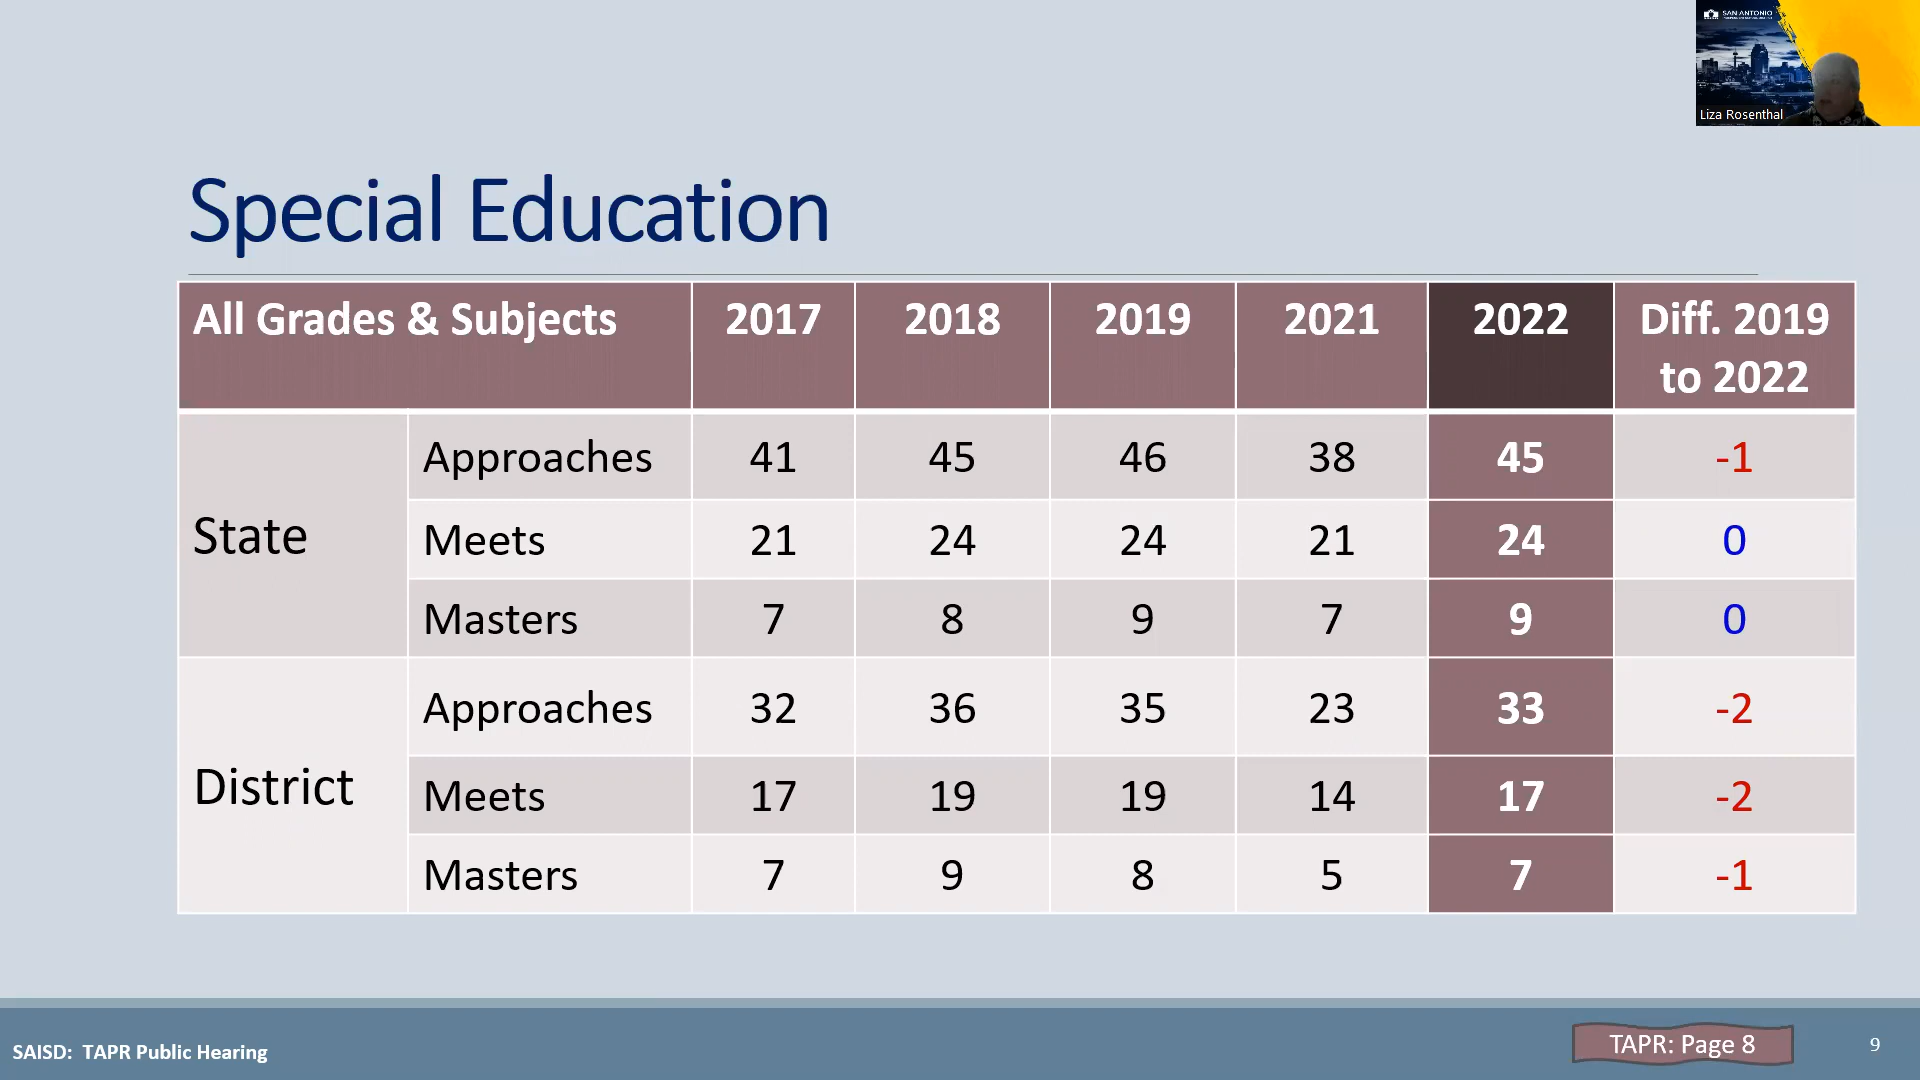 SAN ANTONIO
Liza Rosenthal
Special Education
All Grades & Subjects 2017 2018 2019 2021 2022 Diff. 2019
to 2022
State
Approaches 41 45 46 38 45 -1
Meets 21 24 24 21 24 0
Masters 7 8 9 7 9 0
District
Approaches 32 36 35 23 33 -2
Meets 17 19 19 14 17 -2
Masters 7 9 8 5 7 -1
SAISD: TAPR Public Hearing
TAPR: Page 8
9